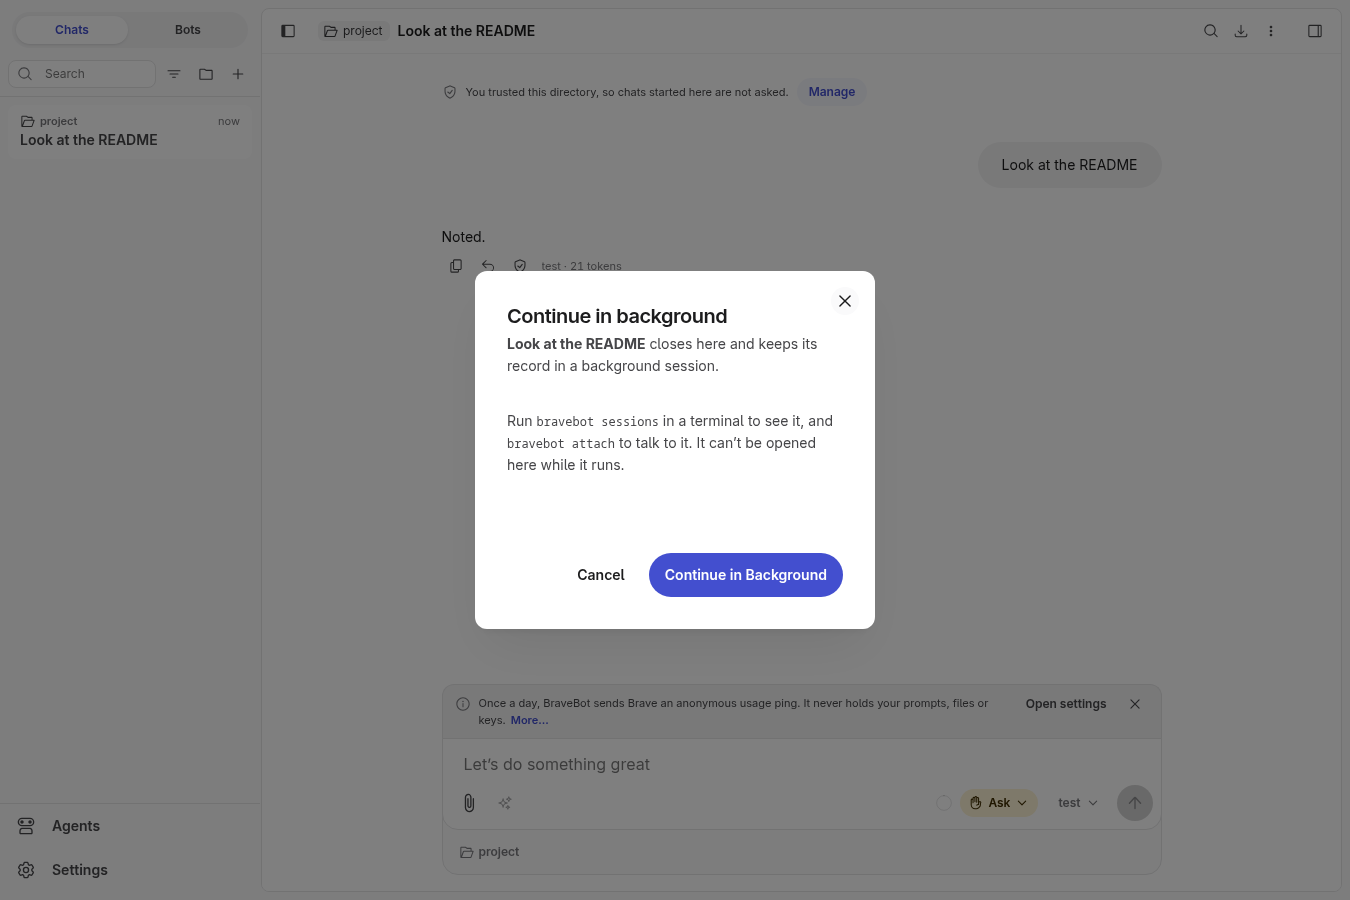 Chats
Bots
Search
project
now
Look at the README
Agents
Settings
project
Look at the README
You trusted this directory, so chats started here are not asked.
Manage
Look at the README
Noted.
test · 21 tokens
Continue in background
Look at the README closes here and keeps its
record in a background session.
Run bravebot sessions in a terminal to see it, and
bravebot attach to talk to it. It can’t be opened
here while it runs.
Cancel
Continue in Background
Once a day, BraveBot sends Brave an anonymous usage ping. It never holds your prompts, files or
keys. More...
Open settings
Let’s do something great
Ask
test
project